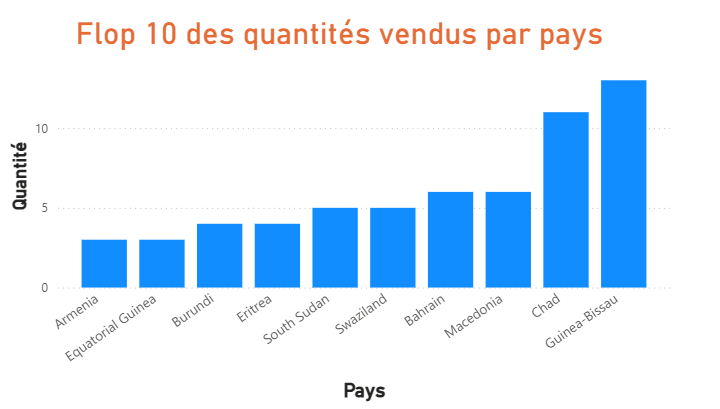 Flop 10 des quantités vendus par pays
Quantité
10
5
0
Armenia
Equatorial Guinea
Burundi
Eritrea
South Sudan
Swaziland
Bahrain
Macedonia
Chad
Guinea-Bissau
Pays